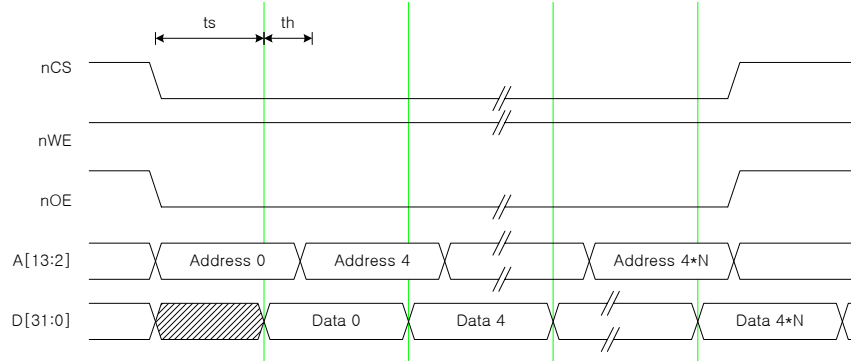 ts th
nCS
nWE
nOE
A[13:2] Address 0 Address 4 Address 4*N
D[31:0] Data 0 Data 4 Data 4*N